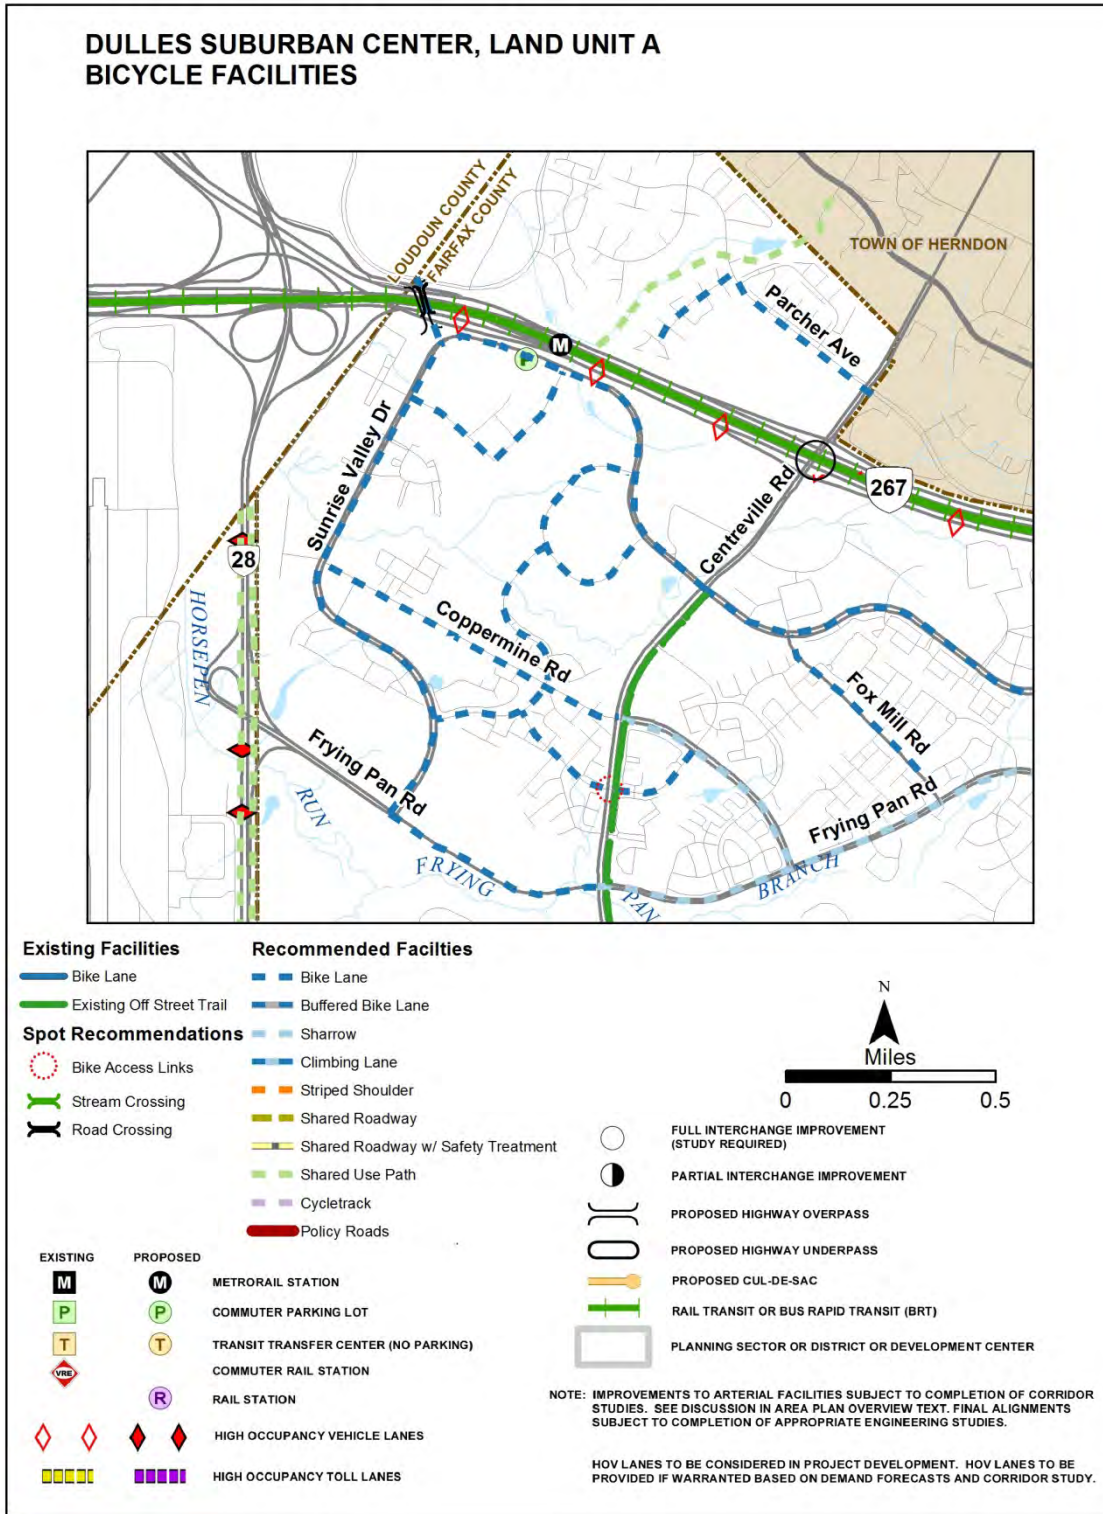 DULLES SUBURBAN CENTER, LAND UNIT A
BICYCLE FACILITIES
LOUDOUN COUNTY
FAIRFAX COUNTY
TOWN OF HERNDON
Parcher Ave
M
P
Sunrise Valley Dr
Centreville Rd
267
28
HORSEPEN
Coppermine Rd
Fox Mill Rd
Frying Pan Rd
Frying Pan Rd
RUN
FRYING
PAN
BRANCH
Existing Facilities
Bike Lane
Existing Off Street Trail
Spot Recommendations
Bike Access Links
Stream Crossing
Road Crossing
Recommended Facilties
Bike Lane
Buffered Bike Lane
Sharrow
Climbing Lane
Striped Shoulder
Shared Roadway
Shared Roadway w/ Safety Treatment
Shared Use Path
Cycletrack
Policy Roads
N
Miles
0 0.25 0.5
EXISTING PROPOSED
M M METRORAIL STATION
P P COMMUTER PARKING LOT
T T TRANSIT TRANSFER CENTER (NO PARKING)
VRE COMMUTER RAIL STATION
R RAIL STATION
HIGH OCCUPANCY VEHICLE LANES
HIGH OCCUPANCY TOLL LANES
FULL INTERCHANGE IMPROVEMENT
(STUDY REQUIRED)
PARTIAL INTERCHANGE IMPROVEMENT
PROPOSED HIGHWAY OVERPASS
PROPOSED HIGHWAY UNDERPASS
PROPOSED CUL-DE-SAC
RAIL TRANSIT OR BUS RAPID TRANSIT (BRT)
PLANNING SECTOR OR DISTRICT OR DEVELOPMENT CENTER
NOTE: IMPROVEMENTS TO ARTERIAL FACILITIES SUBJECT TO COMPLETION OF CORRIDOR
STUDIES. SEE DISCUSSION IN AREA PLAN OVERVIEW TEXT. FINAL ALIGNMENTS
SUBJECT TO COMPLETION OF APPROPRIATE ENGINEERING STUDIES.
HOV LANES TO BE CONSIDERED IN PROJECT DEVELOPMENT. HOV LANES TO BE
PROVIDED IF WARRANTED BASED ON DEMAND FORECASTS AND CORRIDOR STUDY.